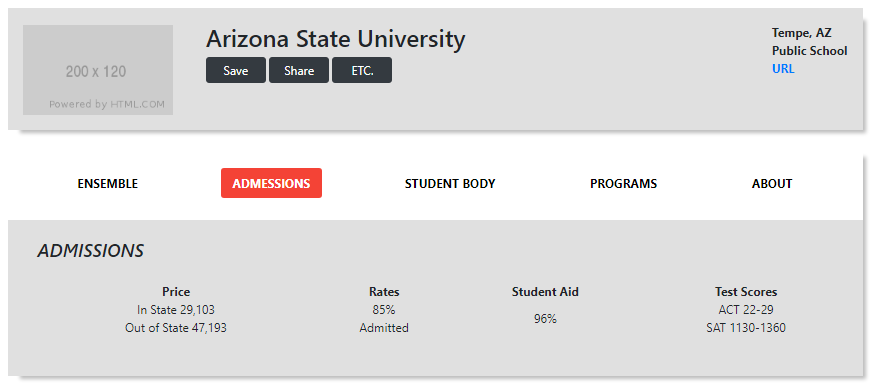 200 x 120
Powered by HTML.COM
Arizona State University
Save Share ETC.
Tempe, AZ
Public School
URL
ENSEMBLE ADMISSIONS STUDENT BODY PROGRAMS ABOUT
ADMISSIONS
Price Rates Student Aid Test Scores
In State 29,103 85% 96% ACT 22-29
Out of State 47,193 Admitted SAT 1130-1360